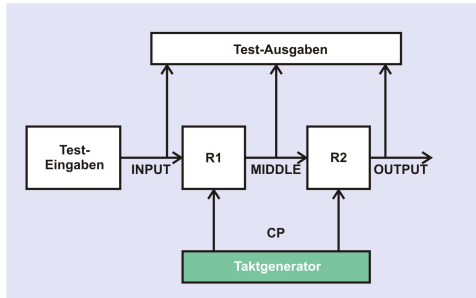 Test-Ausgaben
Test-
Eingaben
INPUT
R1
MIDDLE
R2
OUTPUT
CP
Taktgenerator